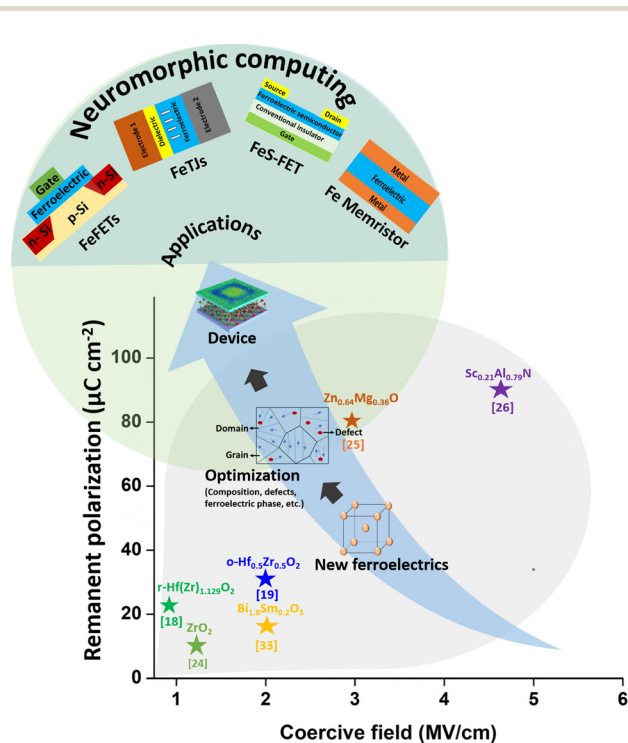 Neuromorphic computing
Electrode 1
Dielectric
Ferroelectric
Electrode 2
FeTJs
Source
Drain
Ferroelectric semiconductor
Conventional insulator
Gate
FeS-FET
Gate
Ferroelectric
n-Si
p-Si
n- Si
FeFETs
Metal
Ferroelectric
Metal
Fe Memristor
Applications
Device
Remanent polarization (µC cm⁻²)
100
80
60
40
20
0
Sc₀.₂₁Al₀.₇₉N
[26]
Zn₀.₆₄Mg₀.₃₆O
[25]
Domain
Defect
Grain
Optimization
(Composition, defects,
ferroelectric phase, etc.)
New ferroelectrics
o-Hf₀.₅Zr₀.₅O₂
[19]
r-Hf(Zr)₁.₁₂₉O₂
[18]
Bi₁.₈Sm₀.₂O₃
[33]
ZrO₂
[24]
1 2 3 4 5 6
Coercive field (MV/cm)